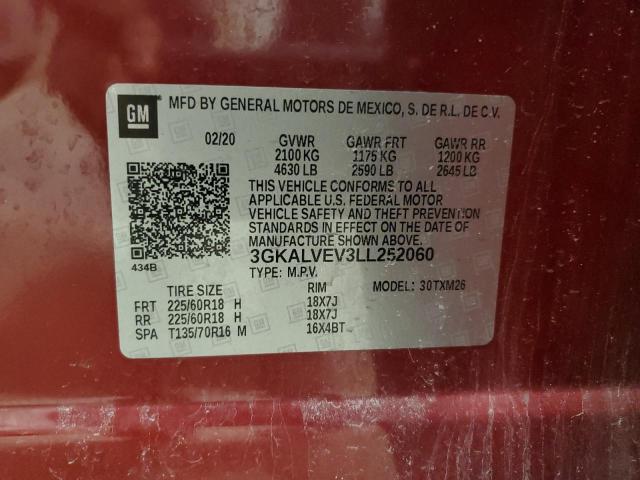 GM MFD BY GENERAL MOTORS DE MEXICO, S. DE R.L. DE C.V.
02/20 GVWR GAWR FRT GAWR RR
2100 KG 1175 KG 1200 KG
4630 LB 2590 LB 2645 LB
THIS VEHICLE CONFORMS TO ALL
APPLICABLE U.S. FEDERAL MOTOR
VEHICLE SAFETY AND THEFT PREVENTION
STANDARDS IN EFFECT ON THE DATE OF
MANUFACTURE SHOWN ABOVE.
434B 3GKALVEV3LL252060
TYPE: M.P.V. MODEL: 30TXM26
TIRE SIZE RIM
FRT 225/60R18 H 18X7J
RR 225/60R18 H 18X7J
SPA T135/70R16 M 16X4BT